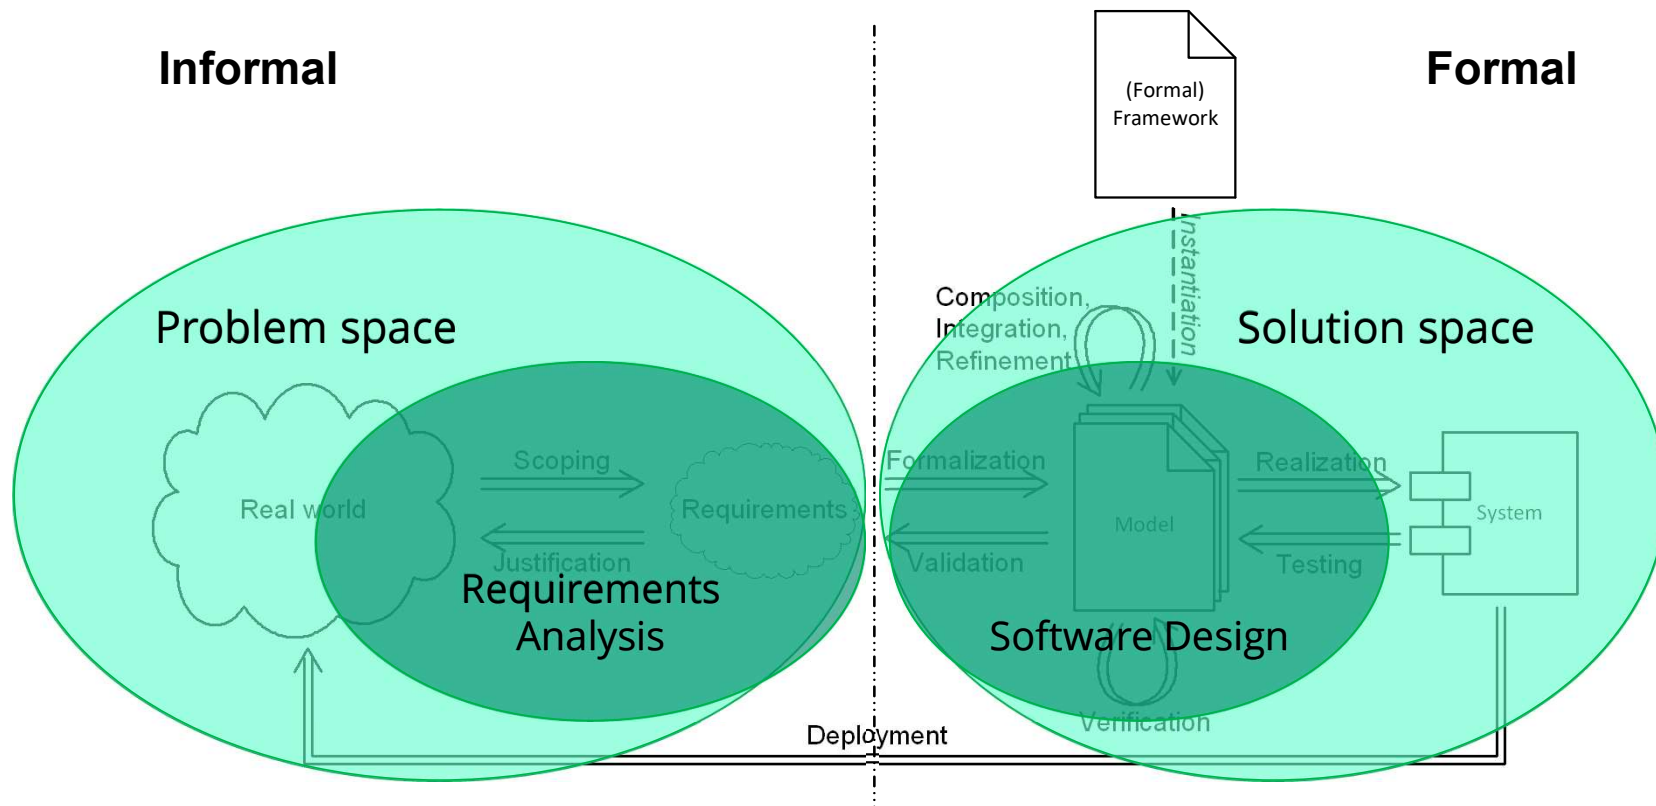 Informal
Formal
(Formal)
Framework
Instantiation
Composition,
Integration,
Refinement
Problem space
Solution space
Scoping
Formalization
Realization
Real world
Requirements
Model
System
Justification
Validation
Testing
Requirements
Analysis
Software Design
Verification
Deployment